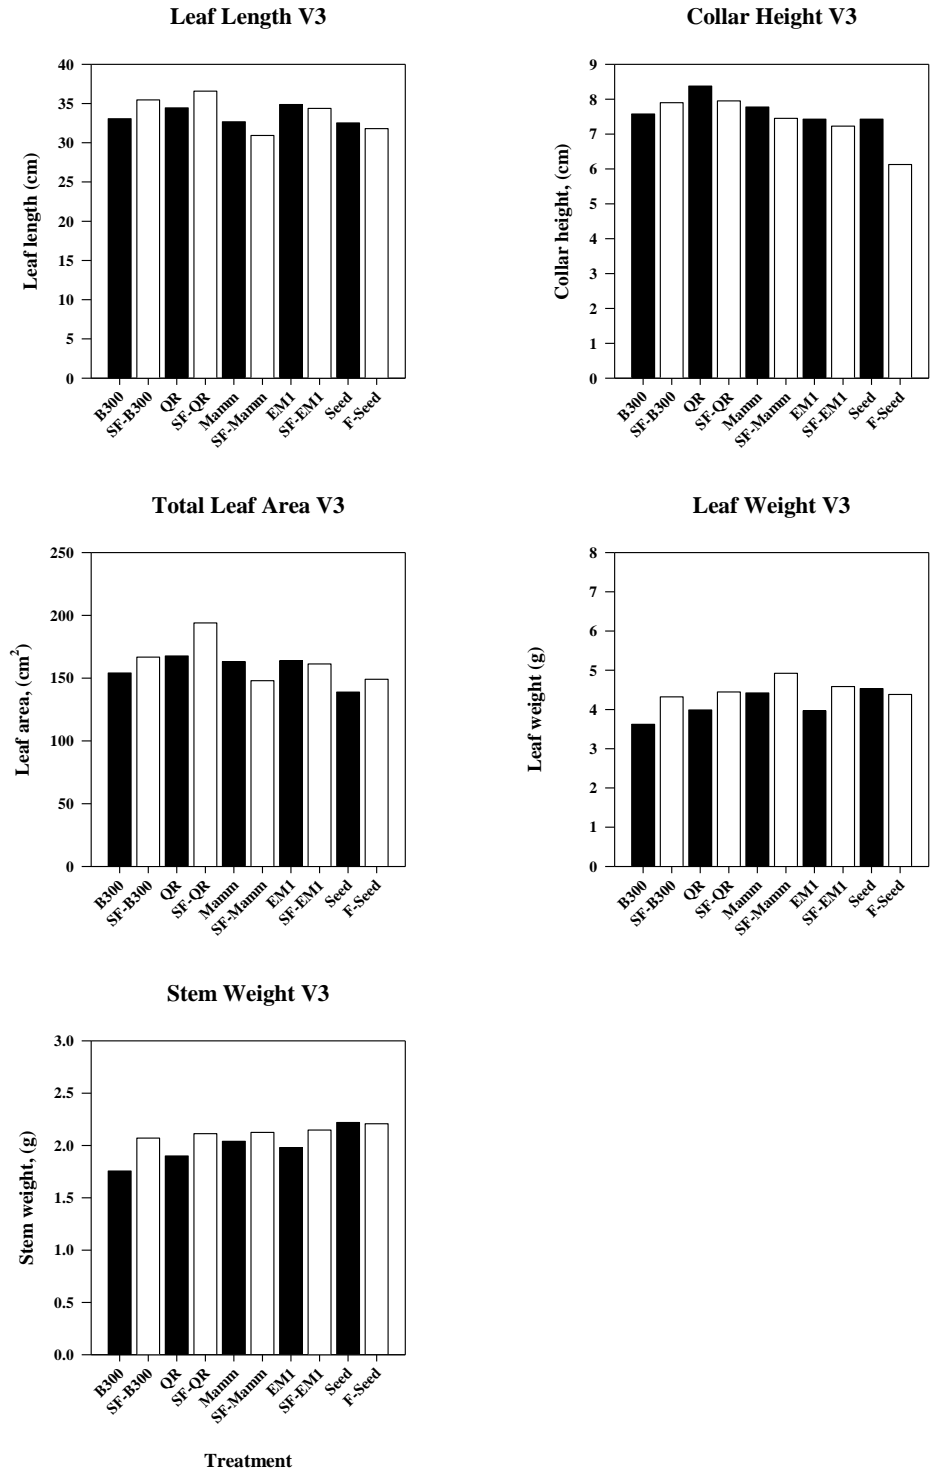 Leaf Length V3
Leaf length (cm)
40
35
30
25
20
15
10
5
0
B300
SF-B300
QR
SF-QR
Mamm
SF-Mamm
EM1
SF-EM1
Seed
F-Seed
Collar Height V3
Collar height, (cm)
9
8
7
6
5
4
3
2
1
0
B300
SF-B300
QR
SF-QR
Mamm
SF-Mamm
EM1
SF-EM1
Seed
F-Seed
Total Leaf Area V3
Leaf area, (cm²)
250
200
150
100
50
0
B300
SF-B300
QR
SF-QR
Mamm
SF-Mamm
EM1
SF-EM1
Seed
F-Seed
Leaf Weight V3
Leaf weight (g)
8
7
6
5
4
3
2
1
0
B300
SF-B300
QR
SF-QR
Mamm
SF-Mamm
EM1
SF-EM1
Seed
F-Seed
Stem Weight V3
Stem weight, (g)
3.0
2.5
2.0
1.5
1.0
0.5
0.0
B300
SF-B300
QR
SF-QR
Mamm
SF-Mamm
EM1
SF-EM1
Seed
F-Seed
Treatment